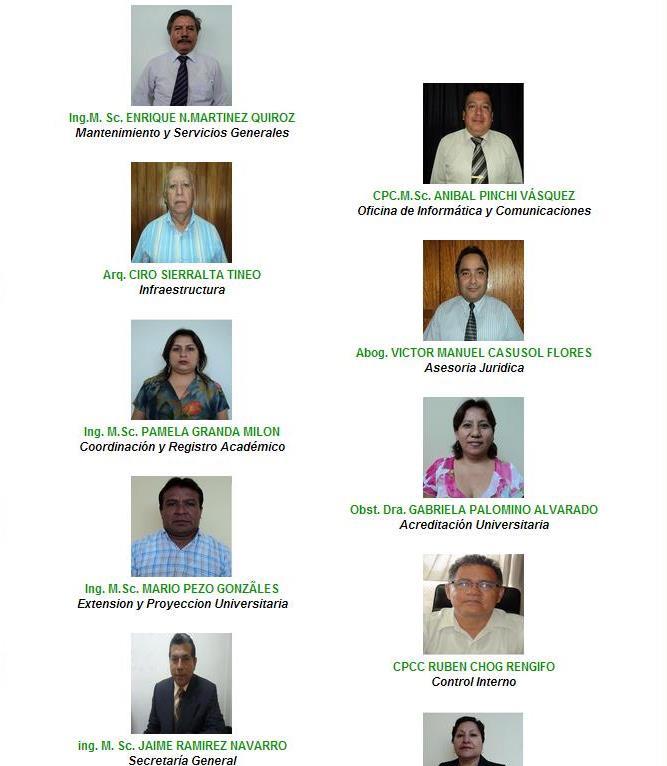 Ing.M. Sc. ENRIQUE N.MARTINEZ QUIROZ
Mantenimiento y Servicios Generales
Arq. CIRO SIERRALTA TINEO
Infraestructura
Ing. M.Sc. PAMELA GRANDA MILON
Coordinación y Registro Académico
Ing. M.Sc. MARIO PEZO GONZÃLES
Extension y Proyeccion Universitaria
ing. M. Sc. JAIME RAMIREZ NAVARRO
Secretaría General
CPC.M.Sc. ANIBAL PINCHI VÁSQUEZ
Oficina de Informática y Comunicaciones
Abog. VICTOR MANUEL CASUSOL FLORES
Asesoria Juridica
Obst. Dra. GABRIELA PALOMINO ALVARADO
Acreditación Universitaria
CPCC RUBEN CHOG RENGIFO
Control Interno